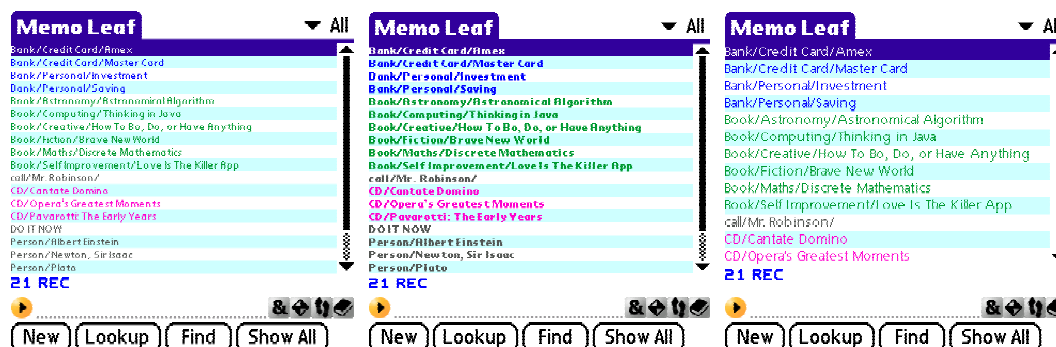 Memo Leaf All
Bank/Credit Card/Amex
Bank/Credit Card/Master Card
Bank/Personal/Investment
Bank/Personal/Saving
Book/Astronomy/Astronomical Algorithm
Book/Computing/Thinking in Java
Book/Creative/How To Bo, Do, or Have Anything
Book/Fiction/Brave New World
Book/Maths/Discrete Mathematics
Book/Self Improvement/Love Is The Killer App
call/Mr. Robinson/
CD/Cantate Domino
CD/Opera's Greatest Moments
CD/Pavarotti: The Early Years
DO IT NOW
Person/Albert Einstein
Person/Newton, Sir Isaac
Person/Plato
21 REC
&
New Lookup Find Show All
Memo Leaf All
Bank/Credit Card/Amex
Bank/Credit Card/Master Card
Bank/Personal/Investment
Bank/Personal/Saving
Book/Astronomy/Astronomical Algorithm
Book/Computing/Thinking in Java
Book/Creative/How To Bo, Do, or Have Anything
Book/Fiction/Brave New World
Book/Maths/Discrete Mathematics
Book/Self Improvement/Love Is The Killer App
call/Mr. Robinson/
CD/Cantate Domino
CD/Opera's Greatest Moments
CD/Pavarotti: The Early Years
DO IT NOW
Person/Albert Einstein
Person/Newton, Sir Isaac
Person/Plato
21 REC
&
New Lookup Find Show All
Memo Leaf Al
Bank/Credit Card/Amex
Bank/Credit Card/Master Card
Bank/Personal/Investment
Bank/Personal/Saving
Book/Astronomy/Astronomical Algorithm
Book/Computing/Thinking in Java
Book/Creative/How To Bo, Do, or Have Anything
Book/Fiction/Brave New World
Book/Maths/Discrete Mathematics
Book/Self Improvement/Love Is The Killer App
call/Mr. Robinson/
CD/Cantate Domino
CD/Opera's Greatest Moments
21 REC
&
New Lookup Find Show All